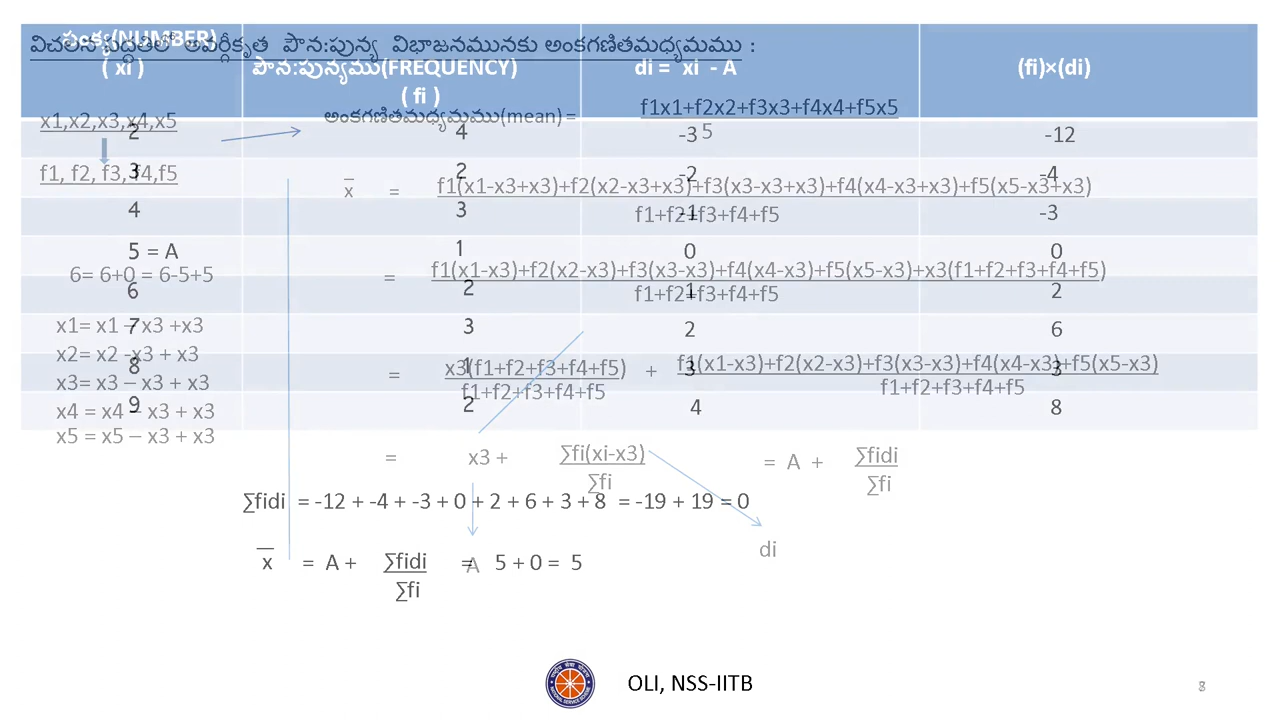 విచలన పద్ధతిలో అవర్గీకృత పౌన:పున్య విభాజనమునకు అంకగణితమధ్యమము :
సంఖ్య(NUMBER)
( xi )
పౌన:పున్యము(FREQUENCY)
( fi )
di = xi - A
(fi)×(di)
2 4 -3 -12
3 2 -2 -4
4 3 -1 -3
5 = A 1 0 0
6 2 1 2
7 3 2 6
8 1 3 3
9 2 4 8
∑fidi = -12 + -4 + -3 + 0 + 2 + 6 + 3 + 8 = -19 + 19 = 0
x = A + ∑fidi = 5 + 0 = 5
∑fi
x1,x2,x3,x4,x5
f1, f2, f3, f4,f5
అంకగణితమధ్యమము(mean) =
f1x1+f2x2+f3x3+f4x4+f5x5
5
x = f1(x1-x3+x3)+f2(x2-x3+x3)+f3(x3-x3+x3)+f4(x4-x3+x3)+f5(x5-x3+x3)
f1+f2+f3+f4+f5
6= 6+0 = 6-5+5
= f1(x1-x3)+f2(x2-x3)+f3(x3-x3)+f4(x4-x3)+f5(x5-x3)+x3(f1+f2+f3+f4+f5)
f1+f2+f3+f4+f5
x1= x1 – x3 +x3
x2= x2 -x3 + x3
x3= x3 – x3 + x3
x4 = x4 – x3 + x3
x5 = x5 – x3 + x3
= x3(f1+f2+f3+f4+f5) + f1(x1-x3)+f2(x2-x3)+f3(x3-x3)+f4(x4-x3)+f5(x5-x3)
f1+f2+f3+f4+f5 f1+f2+f3+f4+f5
= x3 + ∑fi(xi-x3) = A + ∑fidi
∑fi ∑fi
A
di
OLI, NSS-IITB